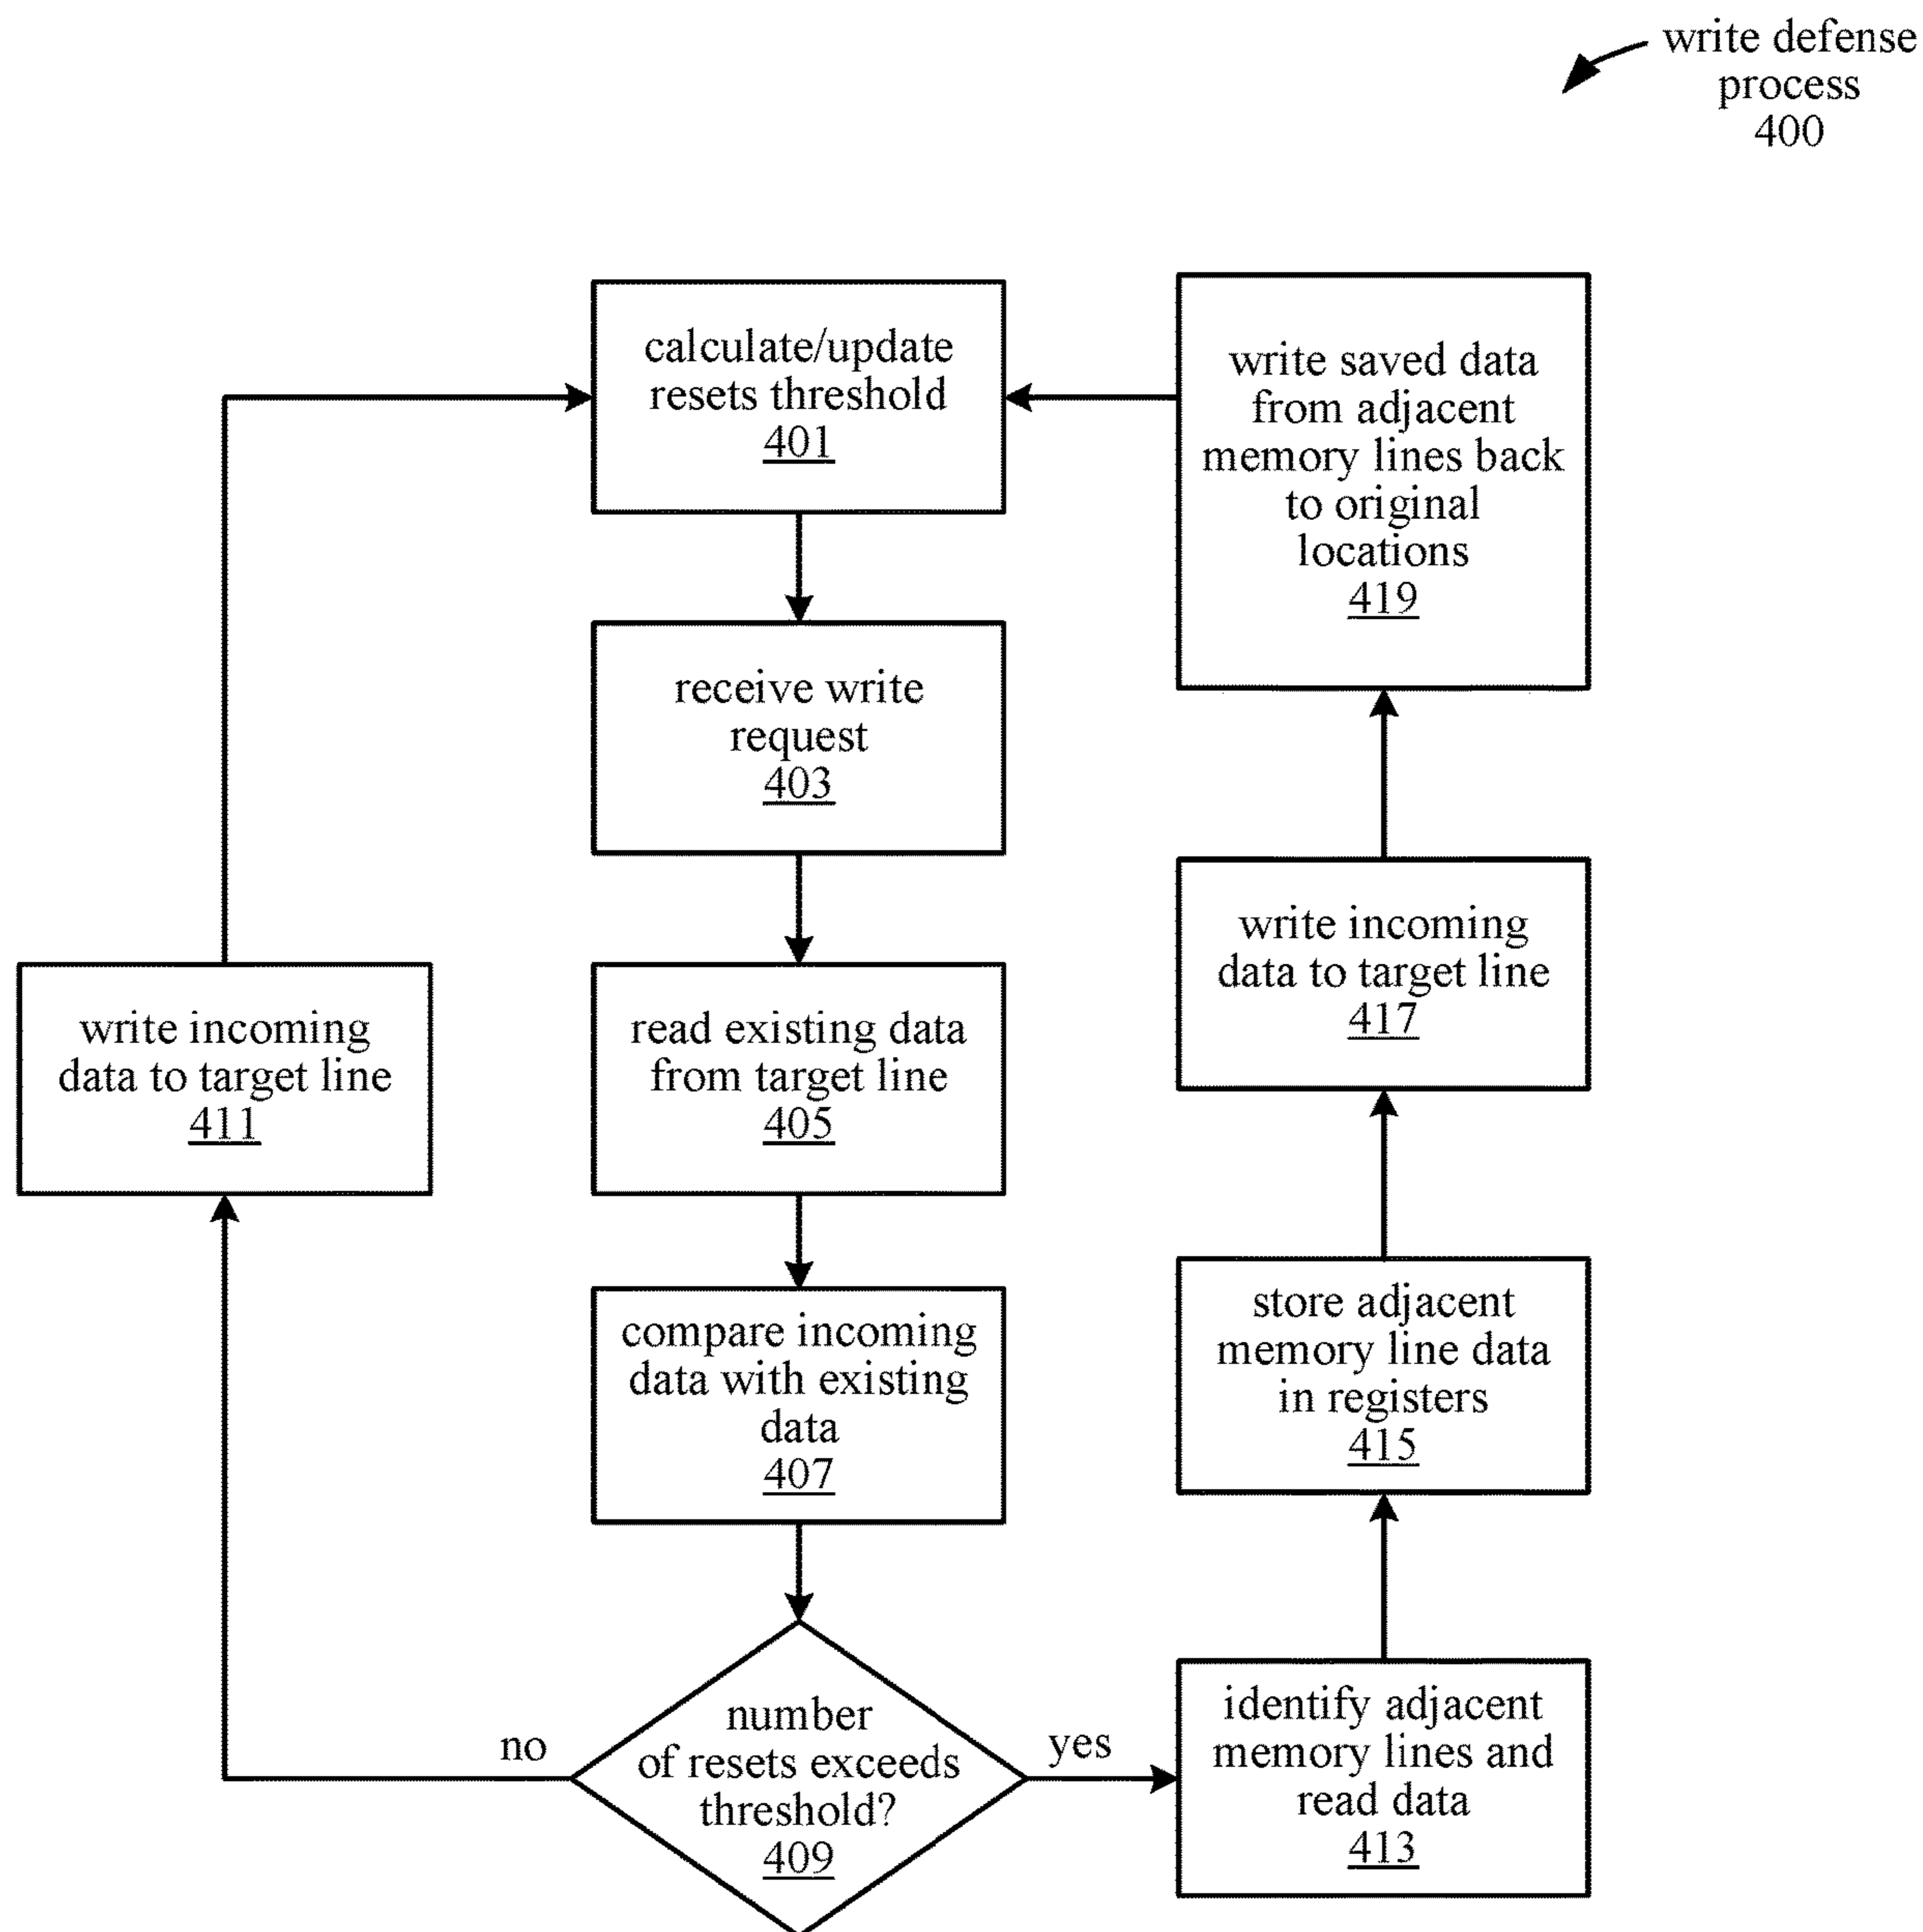 write defense
process
400
calculate/update
resets threshold
401
receive write
request
403
read existing data
from target line
405
compare incoming
data with existing
data
407
number
of resets exceeds
threshold?
409
no
yes
write incoming
data to target line
411
identify adjacent
memory lines and
read data
413
store adjacent
memory line data
in registers
415
write incoming
data to target line
417
write saved data
from adjacent
memory lines back
to original
locations
419